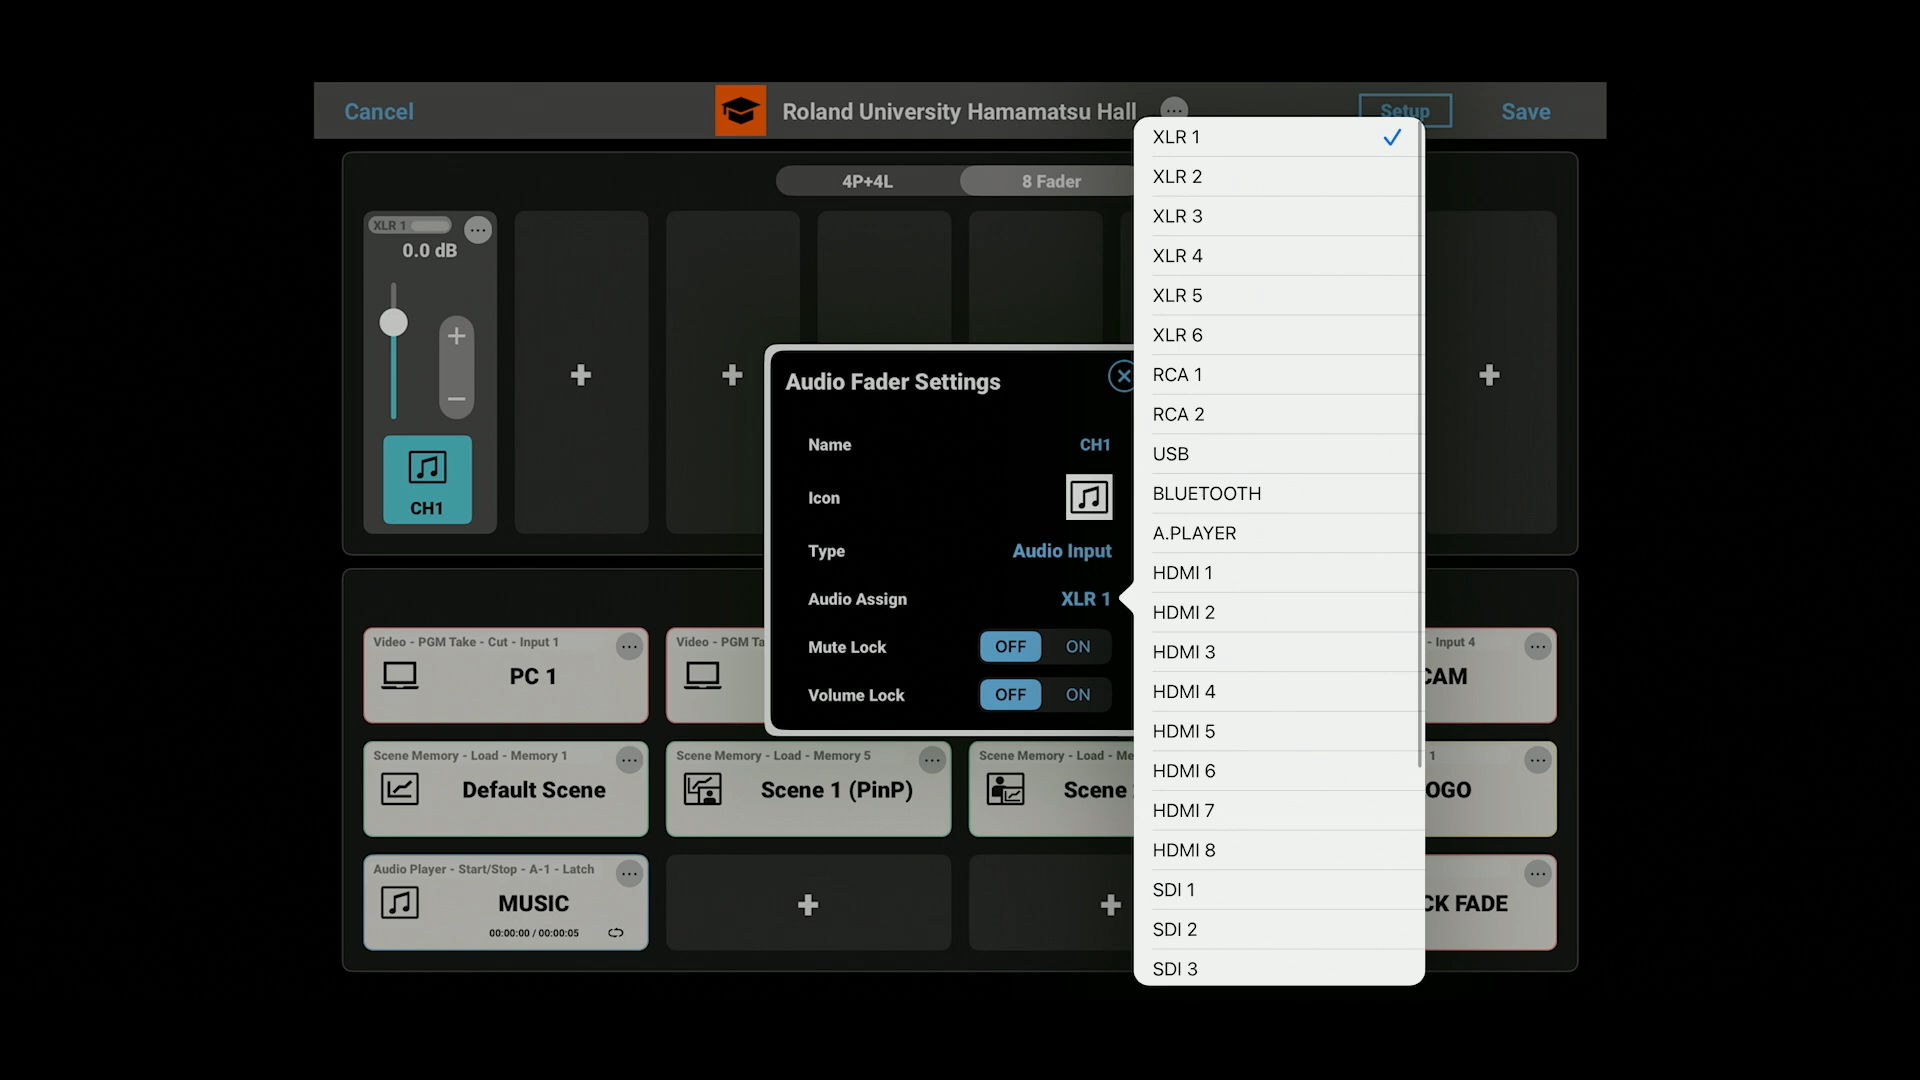 Cancel
Roland University Hamamatsu Hall
Setup
Save
4P+4L
8 Fader
XLR 1
0.0 dB
CH1
Audio Fader Settings
Name
CH1
Icon
Type
Audio Input
Audio Assign
XLR 1
Mute Lock
OFF
ON
Volume Lock
OFF
ON
XLR 1
XLR 2
XLR 3
XLR 4
XLR 5
XLR 6
RCA 1
RCA 2
USB
BLUETOOTH
A.PLAYER
HDMI 1
HDMI 2
HDMI 3
HDMI 4
HDMI 5
HDMI 6
HDMI 7
HDMI 8
SDI 1
SDI 2
SDI 3
Video - PGM Take - Cut - Input 1
PC 1
Video - PGM Ta
- Input 4
CAM
Scene Memory - Load - Memory 1
Default Scene
Scene Memory - Load - Memory 5
Scene 1 (PinP)
Scene Memory - Load - Me
Scene
1
OGO
Audio Player - Start/Stop - A-1 - Latch
MUSIC
00:00:00 / 00:00:05
CK FADE